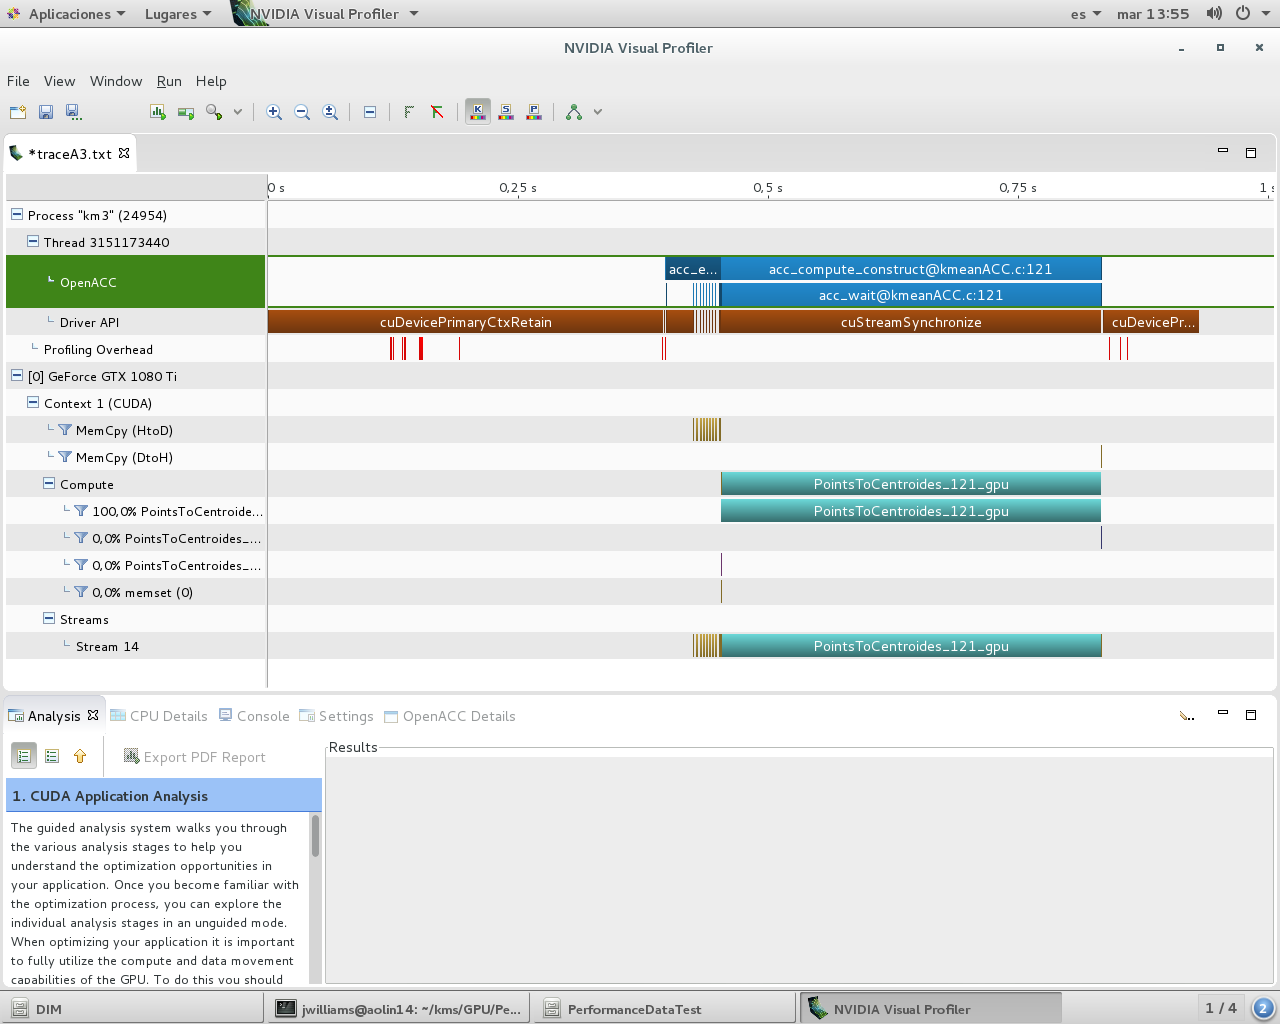 Aplicaciones Lugares NVIDIA Visual Profiler es mar 13:55
NVIDIA Visual Profiler
File View Window Run Help
K S P
*traceA3.txt
0 s 0,25 s 0,5 s 0,75 s 1 s
Process "km3" (24954)
Thread 3151173440
OpenACC
acc_e... acc_compute_construct@kmeanACC.c:121
acc_wait@kmeanACC.c:121
Driver API cuDevicePrimaryCtxRetain cuStreamSynchronize cuDevicePr...
Profiling Overhead
[0] GeForce GTX 1080 Ti
Context 1 (CUDA)
MemCpy (HtoD)
MemCpy (DtoH)
Compute PointsToCentroides_121_gpu
100,0% PointsToCentroide... PointsToCentroides_121_gpu
0,0% PointsToCentroides_...
0,0% PointsToCentroides_...
0,0% memset (0)
Streams
Stream 14 PointsToCentroides_121_gpu
Analysis CPU Details Console Settings OpenACC Details
Export PDF Report
Results
1. CUDA Application Analysis
The guided analysis system walks you through
the various analysis stages to help you
understand the optimization opportunities in
your application. Once you become familiar with
the optimization process, you can explore the
individual analysis stages in an unguided mode.
When optimizing your application it is important
to fully utilize the compute and data movement
capabilities of the GPU. To do this you should
DIM jwilliams@aolin14: ~/kms/GPU/Pe... PerformanceDataTest NVIDIA Visual Profiler 1 / 4 2